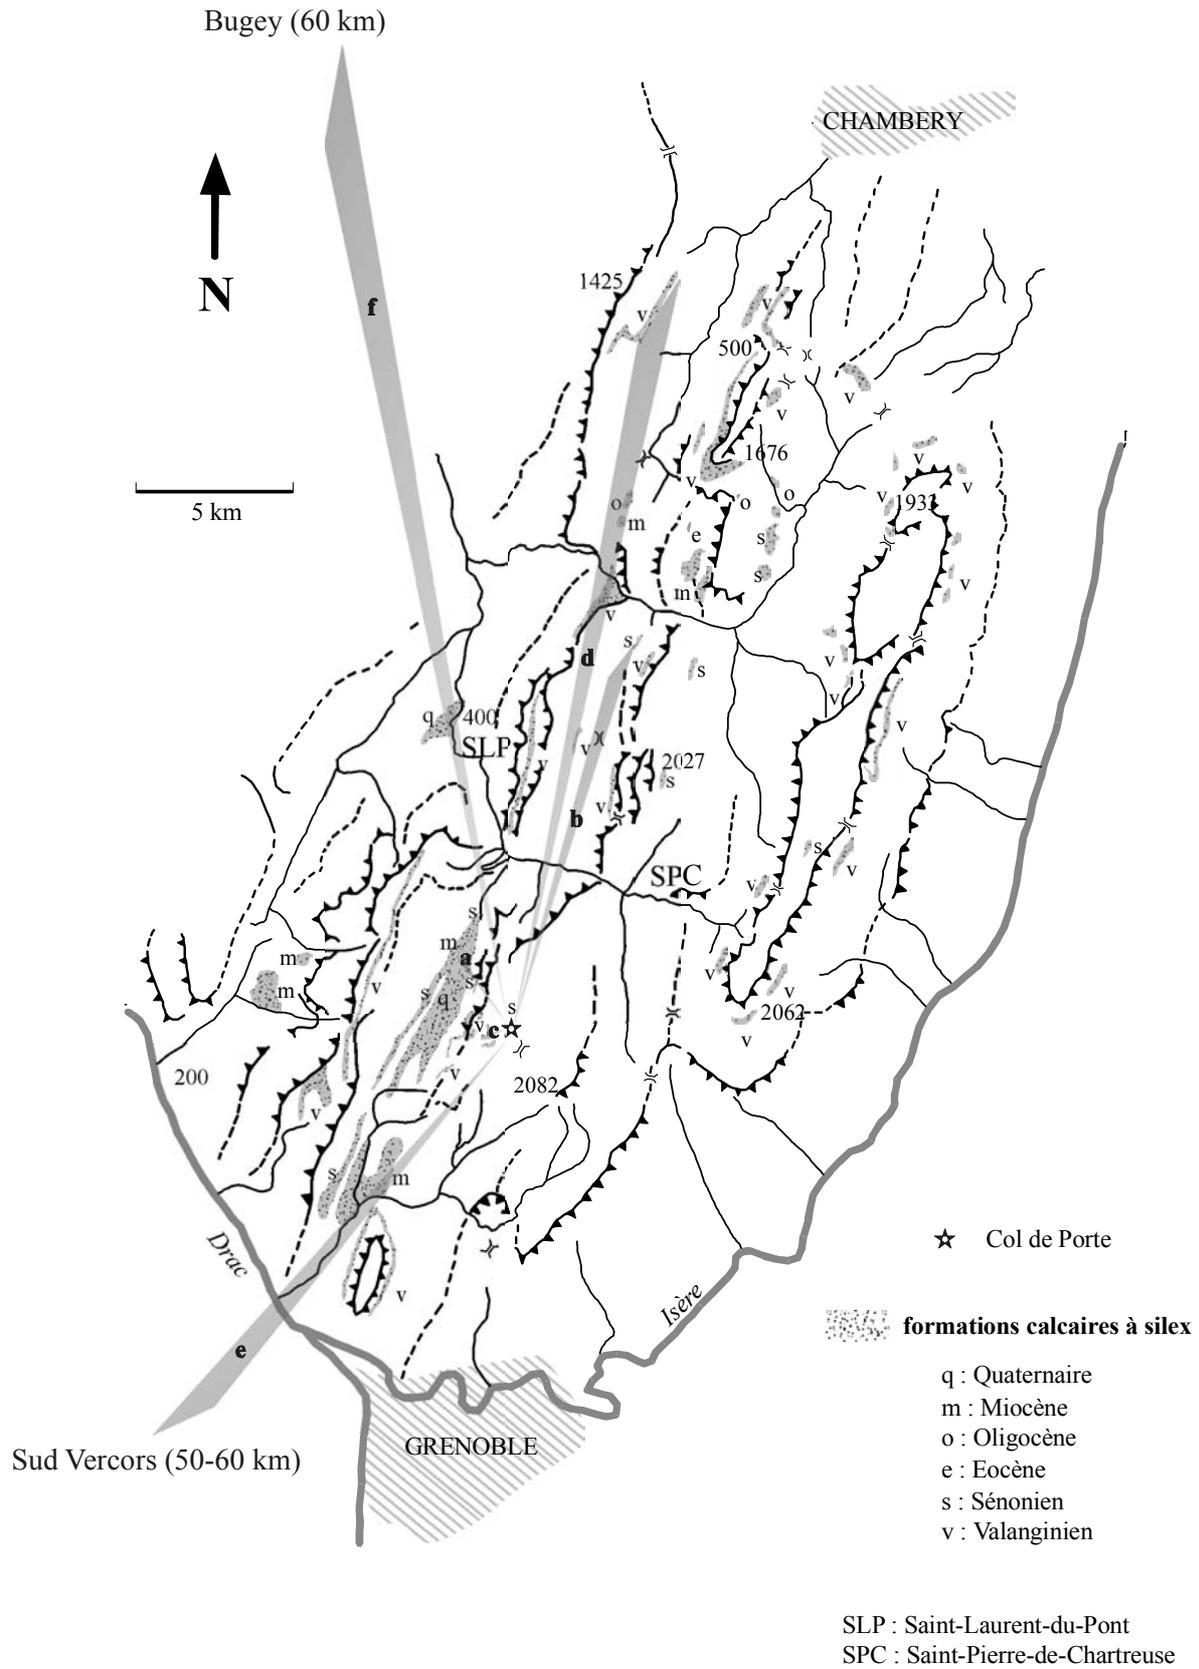 Bugey (60 km)
CHAMBERY
N
f
1425
v
v
500
v
v
1676
v
o
o
o
m
e
s
s
m
v
1933
v
v
v
v
5 km
v
s
d
v
s
v
v
q
400
SLP
v
v
2027
s
v
v
b
SPC
s
v
v
s
m
a
s
s
q
m
m
v
s
v
c
v
v
v
2062
v
200
v
2082
v
s
m
Drac
v
e
Isère
Col de Porte
formations calcaires à silex
q : Quaternaire
m : Miocène
o : Oligocène
e : Eocène
s : Sénonien
v : Valanginien
GRENOBLE
Sud Vercors (50-60 km)
SLP : Saint-Laurent-du-Pont
SPC : Saint-Pierre-de-Chartreuse